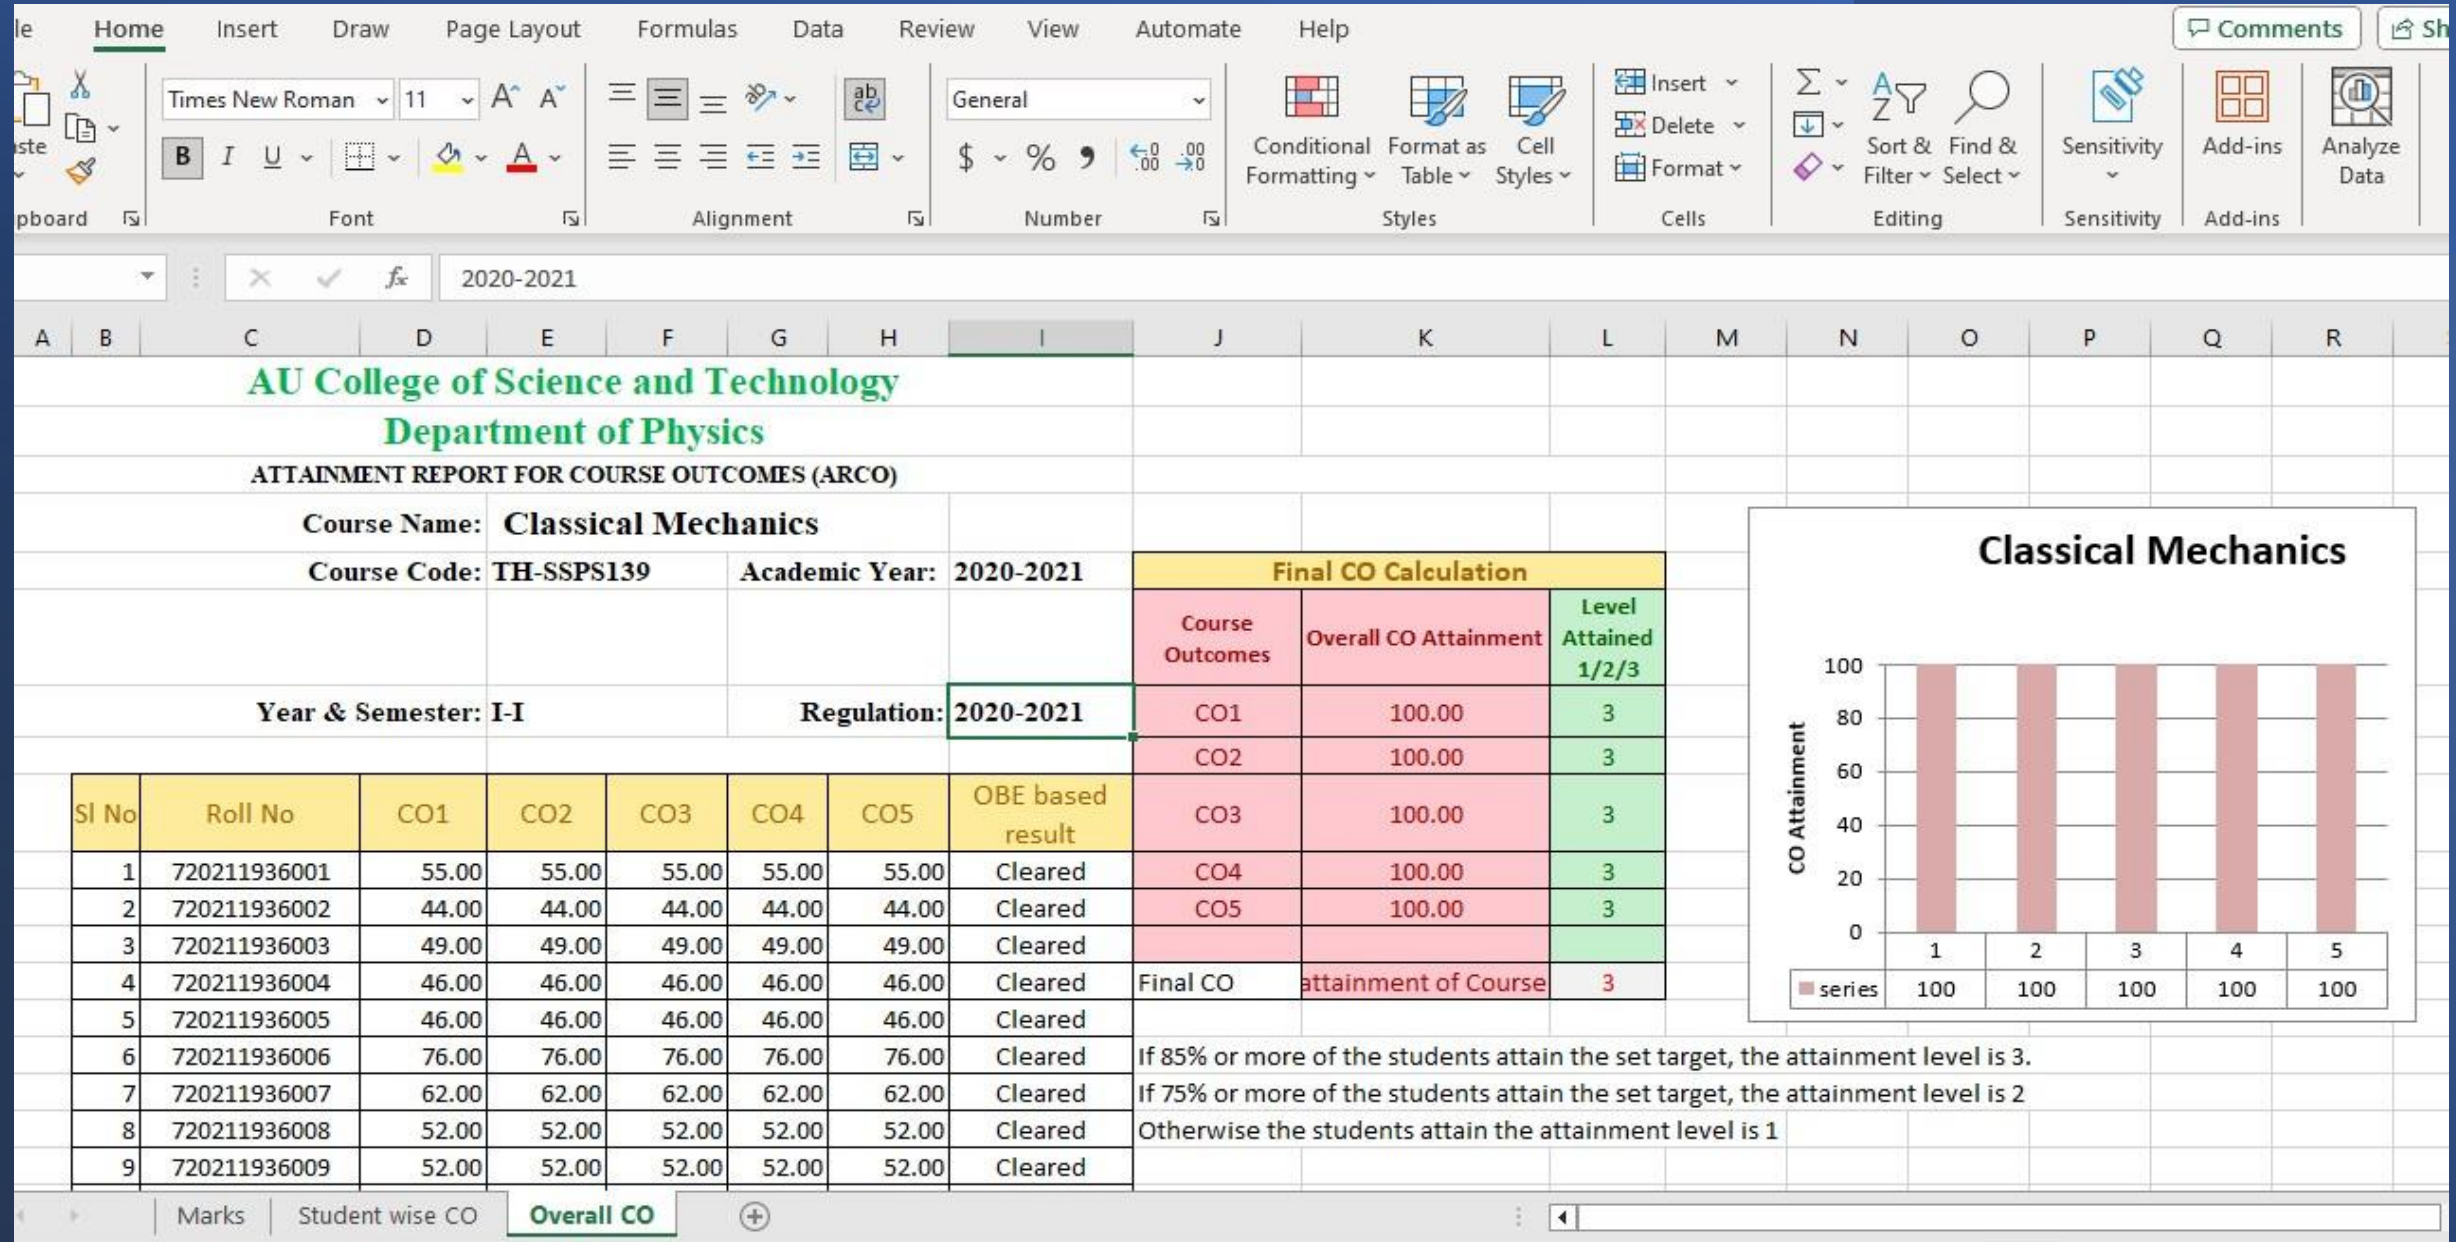 le Home Insert Draw Page Layout Formulas Data Review View Automate Help Comments Sh
Times New Roman 11 General Insert
aste Conditional Formatting Format as Table Cell Styles Delete Sort & Filter Find & Select Sensitivity Add-ins Analyze Data
B I U $ % Format
pboard Font Alignment Number Styles Cells Editing Sensitivity Add-ins
fx 2020-2021
A B C D E F G H I J K L M N O P Q R
AU College of Science and Technology
Department of Physics
ATTAINMENT REPORT FOR COURSE OUTCOMES (ARCO)
Course Name: Classical Mechanics
Course Code: TH-SSPS139 Academic Year: 2020-2021
Year & Semester: I-I Regulation: 2020-2021
Sl No Roll No CO1 CO2 CO3 CO4 CO5 OBE based result
1 720211936001 55.00 55.00 55.00 55.00 55.00 Cleared
2 720211936002 44.00 44.00 44.00 44.00 44.00 Cleared
3 720211936003 49.00 49.00 49.00 49.00 49.00 Cleared
4 720211936004 46.00 46.00 46.00 46.00 46.00 Cleared
5 720211936005 46.00 46.00 46.00 46.00 46.00 Cleared
6 720211936006 76.00 76.00 76.00 76.00 76.00 Cleared
7 720211936007 62.00 62.00 62.00 62.00 62.00 Cleared
8 720211936008 52.00 52.00 52.00 52.00 52.00 Cleared
9 720211936009 52.00 52.00 52.00 52.00 52.00 Cleared
Final CO Calculation
Course Outcomes Overall CO Attainment Level Attained 1/2/3
CO1 100.00 3
CO2 100.00 3
CO3 100.00 3
CO4 100.00 3
CO5 100.00 3
Final CO attainment of Course 3
If 85% or more of the students attain the set target, the attainment level is 3.
If 75% or more of the students attain the set target, the attainment level is 2
Otherwise the students attain the attainment level is 1
Classical Mechanics
CO Attainment
100
80
60
40
20
0
1 2 3 4 5
series 100 100 100 100 100
Marks Student wise CO Overall CO